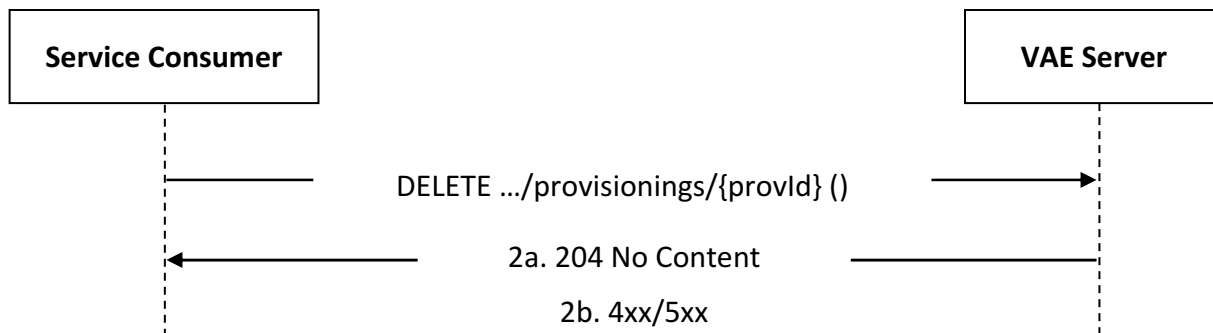 Service Consumer
VAE Server
DELETE .../provisionings/{provId} ()
2a. 204 No Content
2b. 4xx/5xx